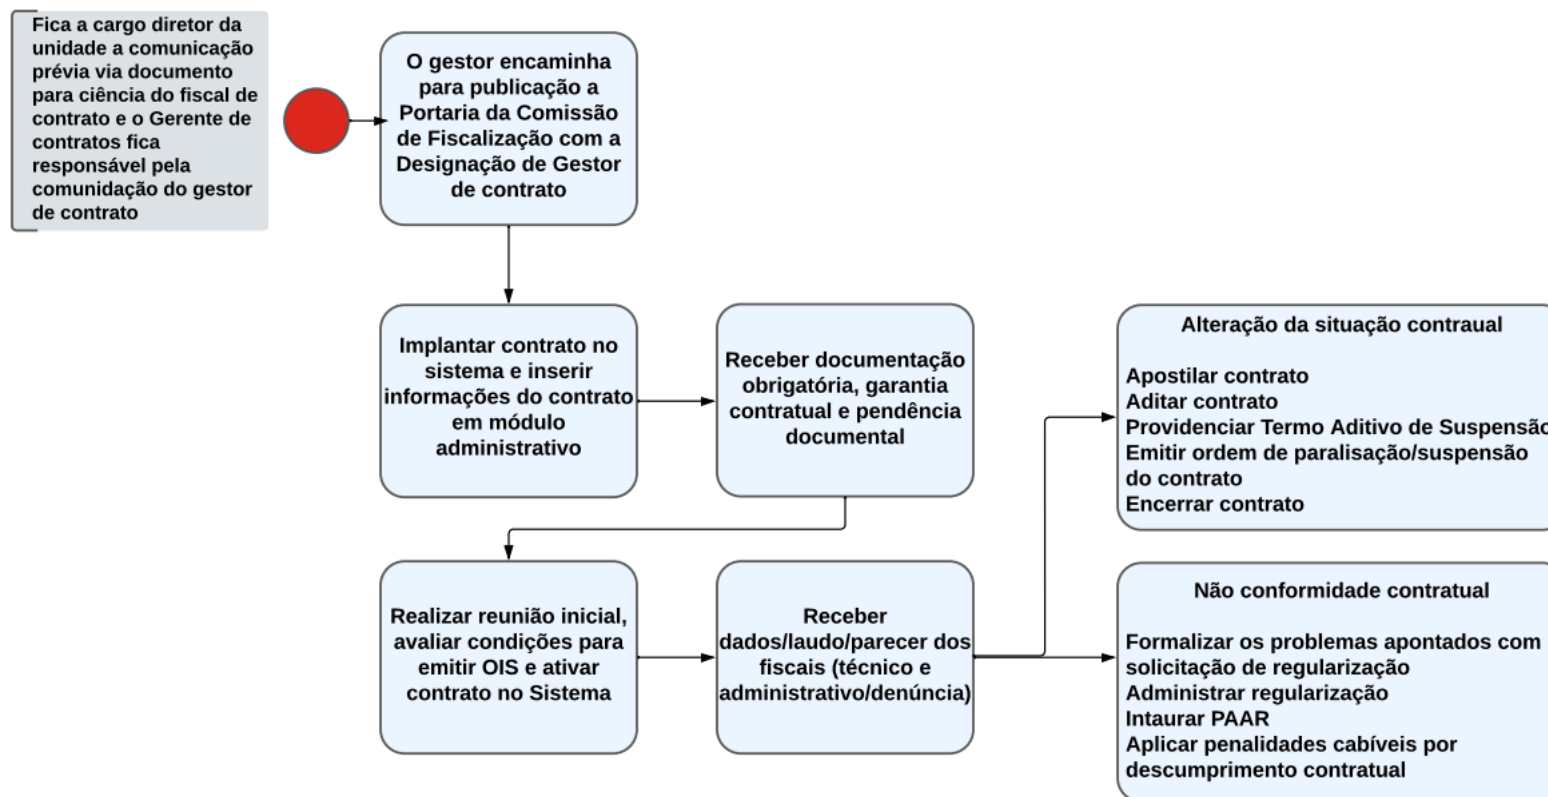 Fica a cargo diretor da
unidade a comunicação
prévia via documento
para ciência do fiscal de
contrato e o Gerente de
contratos fica
responsável pela
comunidação do gestor
de contrato
O gestor encaminha
para publicação a
Portaria da Comissão
de Fiscalização com a
Designação de Gestor
de contrato
Implantar contrato no
sistema e inserir
informações do contrato
em módulo
administrativo
Receber documentação
obrigatória, garantia
contratual e pendência
documental
Alteração da situação contraual
Apostilar contrato
Aditar contrato
Providenciar Termo Aditivo de Suspensão
Emitir ordem de paralisação/suspensão
do contrato
Encerrar contrato
Realizar reunião inicial,
avaliar condições para
emitir OIS e ativar
contrato no Sistema
Receber
dados/laudo/parecer dos
fiscais (técnico e
administrativo/denúncia)
Não conformidade contratual
Formalizar os problemas apontados com
solicitação de regularização
Administrar regularização
Intaurar PAAR
Aplicar penalidades cabíveis por
descumprimento contratual